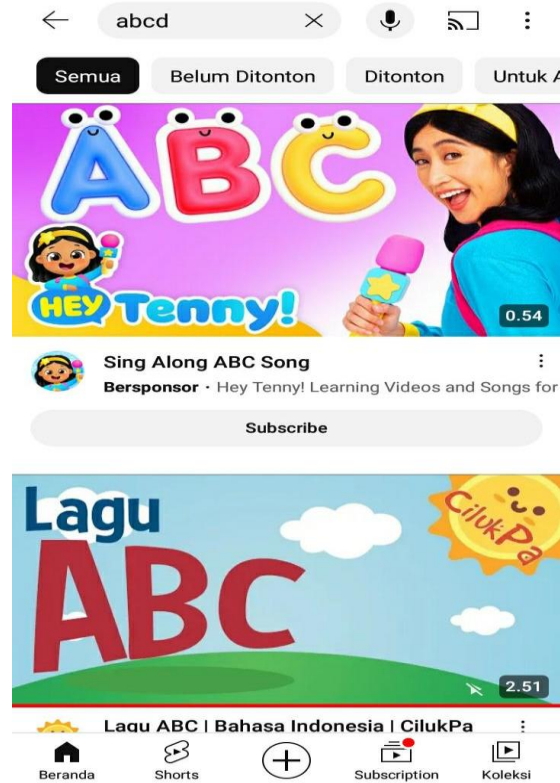 abcd
Semua Belum Ditonton Ditonton Untuk A
ABC
HEY Tenny!
0.54
Sing Along ABC Song
Bersponsor · Hey Tenny! Learning Videos and Songs for
Subscribe
Lagu
ABC
CilukPa
2.51
Lagu ABC | Bahasa Indonesia | CilukPa
Beranda Shorts Subscription Koleksi